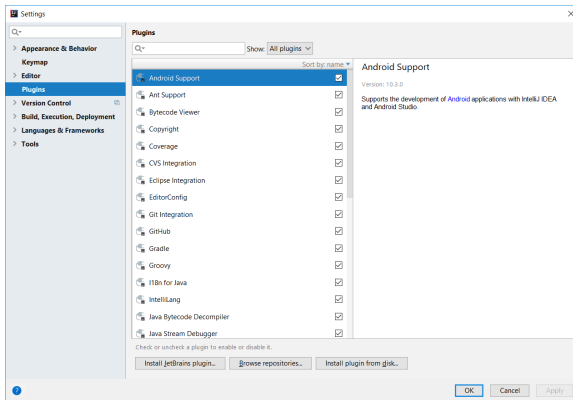 Settings
Appearance & Behavior
Keymap
Editor
Plugins
Version Control
Build, Execution, Deployment
Languages & Frameworks
Tools
Plugins
Show: All plugins
Sort by: name
Android Support
Ant Support
Bytecode Viewer
Copyright
Coverage
CVS Integration
Eclipse Integration
EditorConfig
Git Integration
GitHub
Gradle
Groovy
I18n for Java
IntelliLang
Java Bytecode Decompiler
Java Stream Debugger
Check or uncheck a plugin to enable or disable it.
Install JetBrains plugin...
Browse repositories...
Install plugin from disk...
Android Support
Version: 10.3.0
Supports the development of Android applications with IntelliJ IDEA
and Android Studio.
?
OK
Cancel
Apply